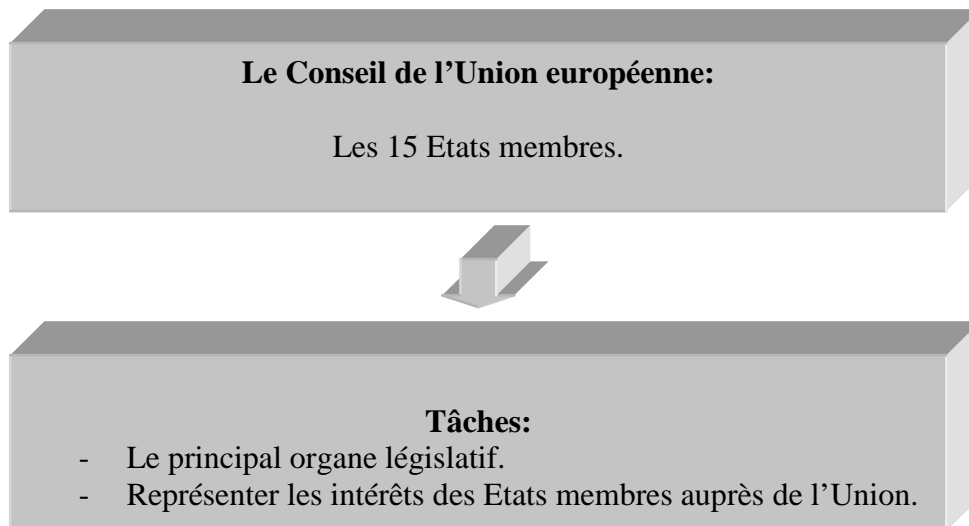 Le Conseil de l’Union européenne:
Les 15 Etats membres.
Tâches:
- Le principal organe législatif.
- Représenter les intérêts des Etats membres auprès de l’Union.